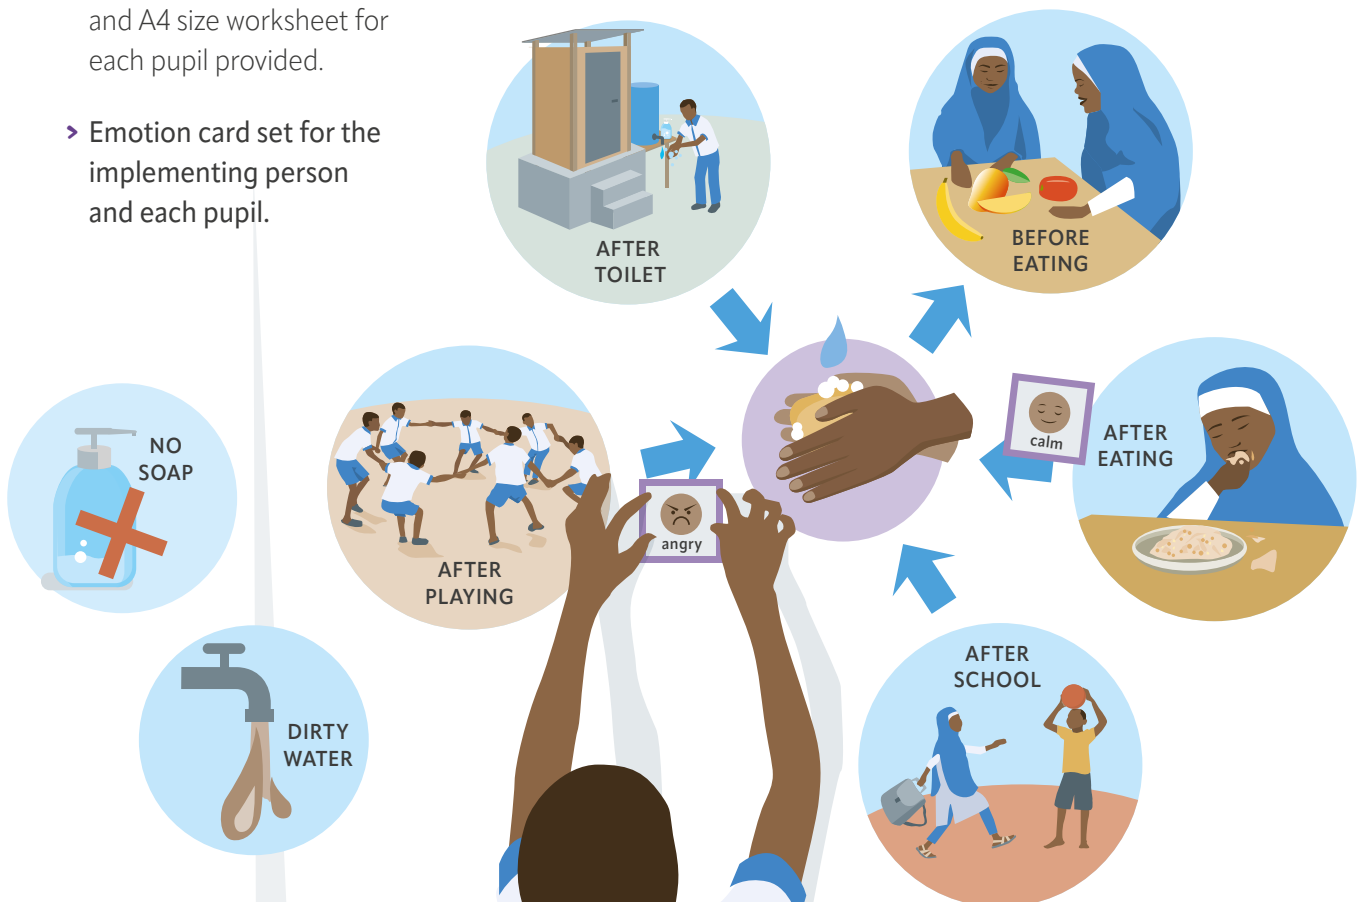 and A4 size worksheet for
each pupil provided.
> Emotion card set for the
implementing person
and each pupil.
AFTER
TOILET
BEFORE
EATING
NO
SOAP
AFTER
PLAYING
angry
calm
AFTER
EATING
DIRTY
WATER
AFTER
SCHOOL